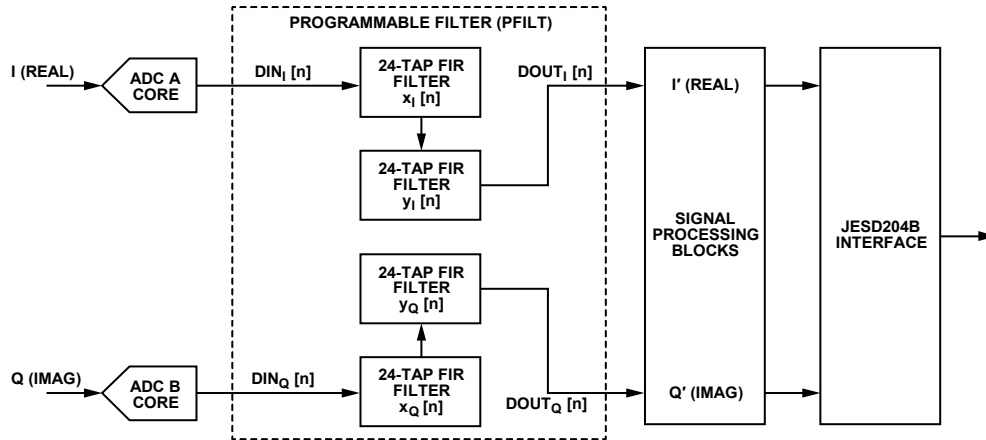 PROGRAMMABLE FILTER (PFILT)
I (REAL)
ADC A
CORE
DINI [n]
24-TAP FIR
FILTER
xI [n]
DOUTI [n]
I′ (REAL)
24-TAP FIR
FILTER
yI [n]
SIGNAL
PROCESSING
BLOCKS
JESD204B
INTERFACE
24-TAP FIR
FILTER
yQ [n]
Q (IMAG)
ADC B
CORE
DINQ [n]
24-TAP FIR
FILTER
xQ [n]
DOUTQ [n]
Q′ (IMAG)